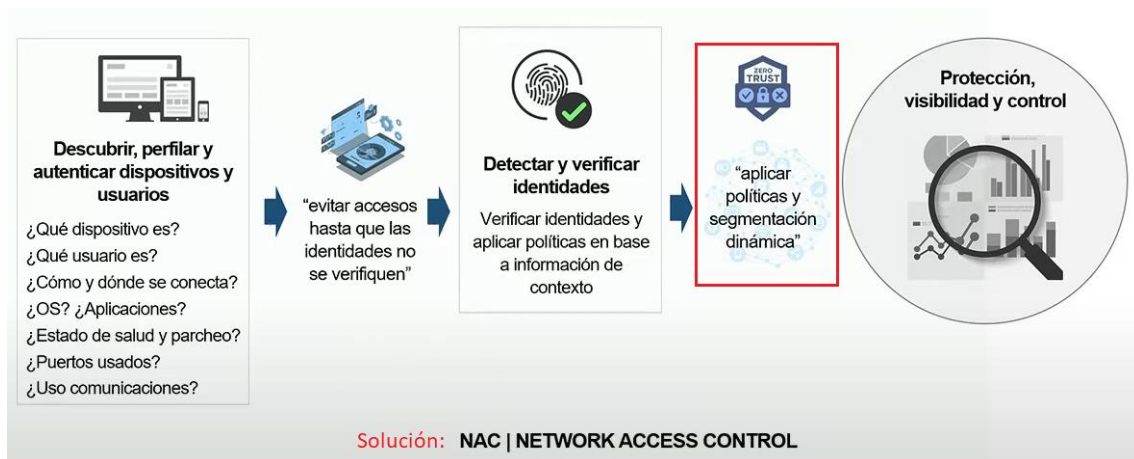 Descubrir, perfilar y
autenticar dispositivos y
usuarios
¿Qué dispositivo es?
¿Qué usuario es?
¿Cómo y dónde se conecta?
¿OS? ¿Aplicaciones?
¿Estado de salud y parcheo?
¿Puertos usados?
¿Uso comunicaciones?
“evitar accesos
hasta que las
identidades no
se verifiquen”
Detectar y verificar
identidades
Verificar identidades y
aplicar políticas en base
a información de
contexto
ZERO
TRUST
“aplicar
políticas y
segmentación
dinámica”
Protección,
visibilidad y control
Solución: NAC | NETWORK ACCESS CONTROL